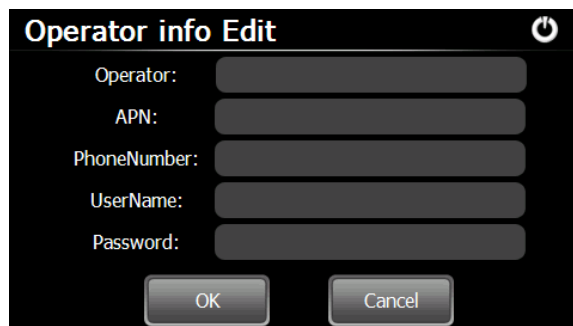 Operator info Edit
Operator:
APN:
PhoneNumber:
UserName:
Password:
OK Cancel